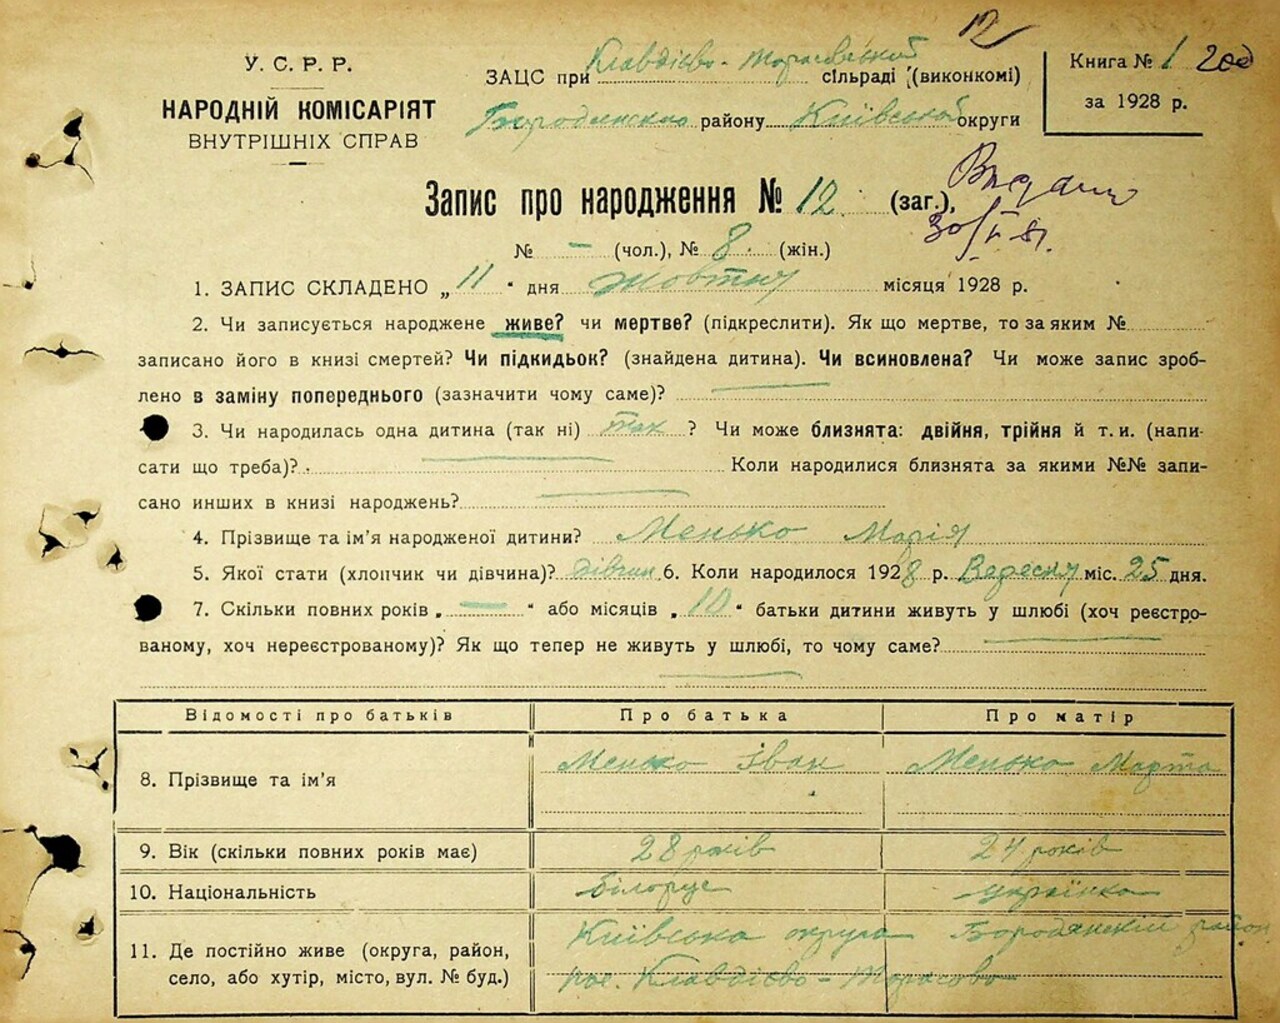 12
У. С. Р. Р.
НАРОДНІЙ КОМІСАРІЯТ
ВНУТРІШНІХ СПРАВ
ЗАЦС при Клавдієво-Тарасівській сільраді (виконкомі)
Бородянського району Київської округи
Книга № 1 200
за 1928 р.
Запис про народження № 12 (заг.),
№ – (чол.), № 8 (жін.)
30/
1. ЗАПИС СКЛАДЕНО „11" дня Жовтня місяця 1928 р.
2. Чи записується народжене живе? чи мертве? (підкреслити). Як що мертве, то за яким №
записано його в книзі смертей? Чи підкидьок? (знайдена дитина). Чи всиновлена? Чи може запис зроб-
лено в заміну попереднього (зазначити чому саме)?
3. Чи народилась одна дитина (так ні) так ? Чи може близнята: двійня, трійня й т. и. (напи-
сати що треба)? Коли народилися близнята за якими №№ запи-
сано инших в книзі народжень?
4. Прізвище та ім'я народженої дитини? Менько Марія
5. Якої стати (хлопчик чи дівчина)? дівчин 6. Коли народилося 1928 р. Вересня міс. 25 дня.
7. Скільки повних років „—" або місяців „10" батьки дитини живуть у шлюбі (хоч реєстро-
ваному, хоч нереєстрованому)? Як що тепер не живуть у шлюбі, то чому саме?
Відомості про батьків Про батька Про матір
8. Прізвище та ім'я Менько Іван Менько Марта
9. Вік (скільки повних років має) 28 років 24 років
10. Національність білорус українка
11. Де постійно живе (округа, район, Київська округа Бородянський район
село, або хутір, місто, вул. № буд.) пос. Клавдієво-Тарасово